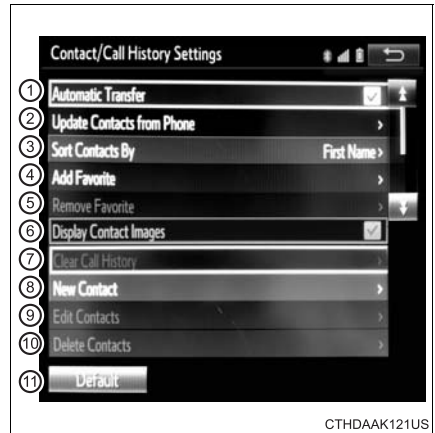 Contact/Call History Settings
1 Automatic Transfer
2 Update Contacts from Phone >
3 Sort Contacts By First Name >
4 Add Favorite >
5 Remove Favorite >
6 Display Contact Images
7 Clear Call History >
8 New Contact >
9 Edit Contacts >
10 Delete Contacts >
11 Default
CTHDAAK121US